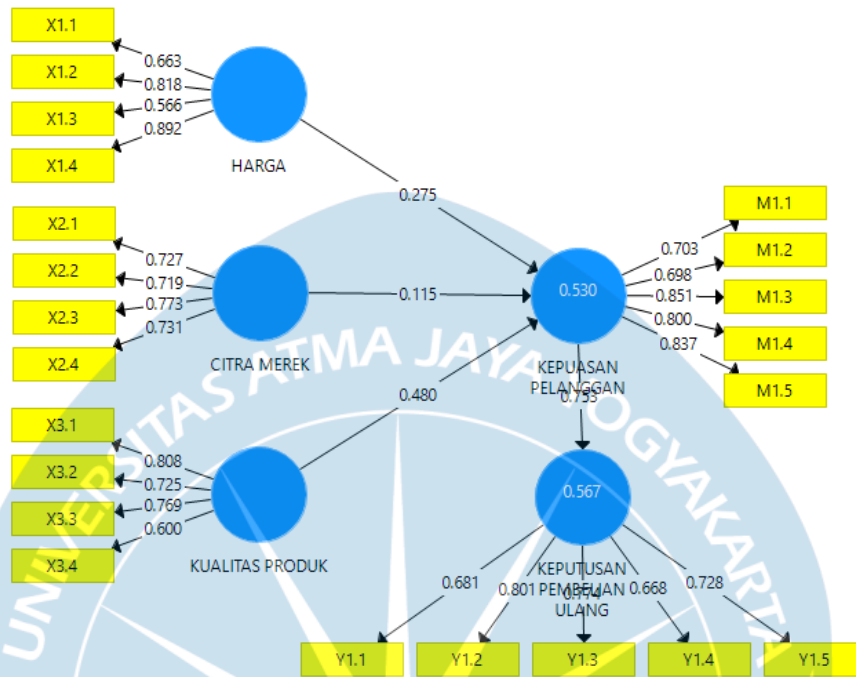 X1.1
X1.2
X1.3
X1.4
0.663
0.818
0.566
0.892
HARGA
0.275
X2.1
X2.2
X2.3
X2.4
0.727
0.719
0.773
0.731
CITRA MEREK
0.115
X3.1
X3.2
X3.3
X3.4
0.808
0.725
0.769
0.600
KUALITAS PRODUK
0.480
0.530
KEPUASAN
PELANGGAN
0.703
0.698
0.851
0.800
0.837
M1.1
M1.2
M1.3
M1.4
M1.5
0.753
0.567
KEPUTUSAN
PEMBELIAN
ULANG
0.681
0.801
0.774
0.668
0.728
Y1.1
Y1.2
Y1.3
Y1.4
Y1.5
UNIVERSITAS ATMA JAYA YOGYAKARTA